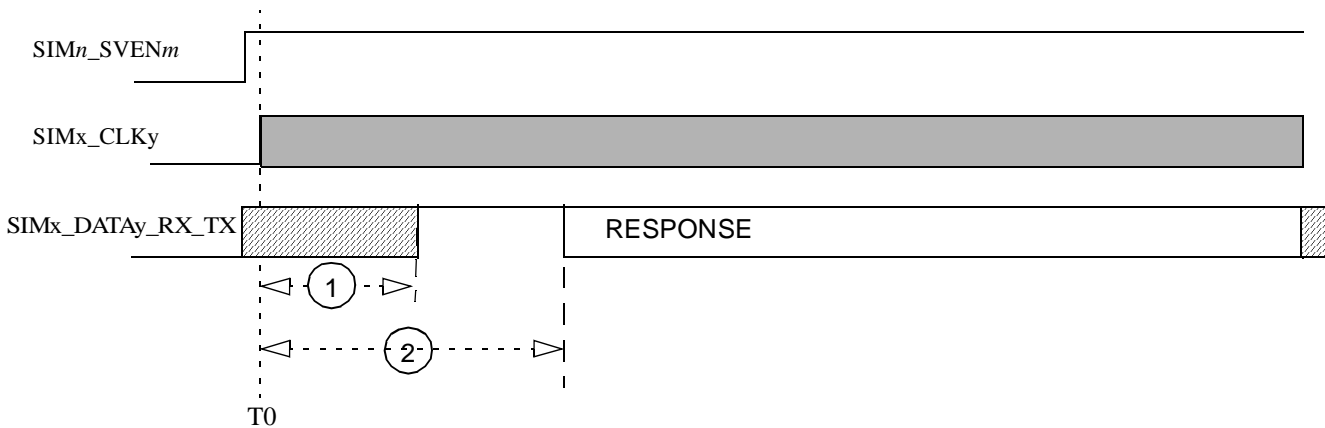 SIMn_SVENm
SIMx_CLKy
SIMx_DATAy_RX_TX
RESPONSE
1
2
T0